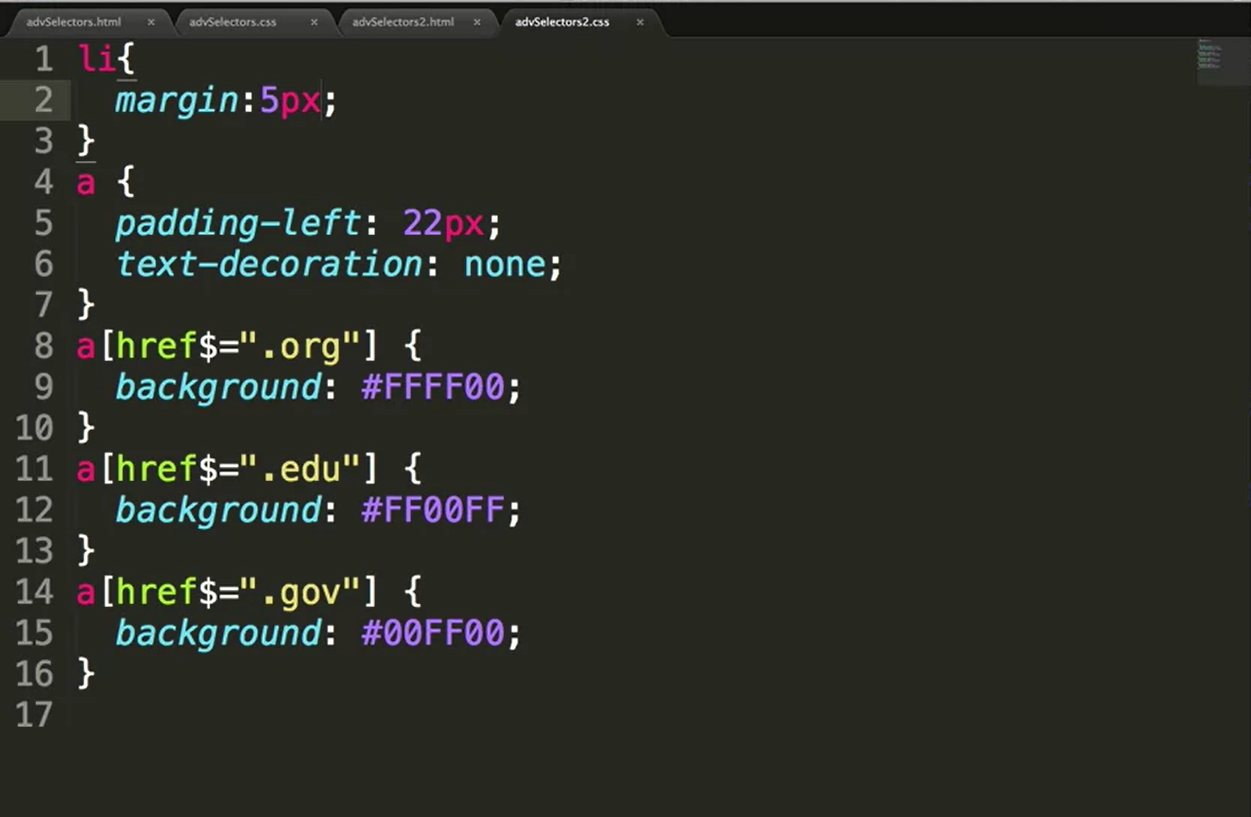 advSelectors.html × advSelectors.css × advSelectors2.html × advSelectors2.css ×
1 li{
2   margin:5px;
3 }
4 a {
5   padding-left: 22px;
6   text-decoration: none;
7 }
8 a[href$=".org"] {
9   background: #FFFF00;
10 }
11 a[href$=".edu"] {
12   background: #FF00FF;
13 }
14 a[href$=".gov"] {
15   background: #00FF00;
16 }
17